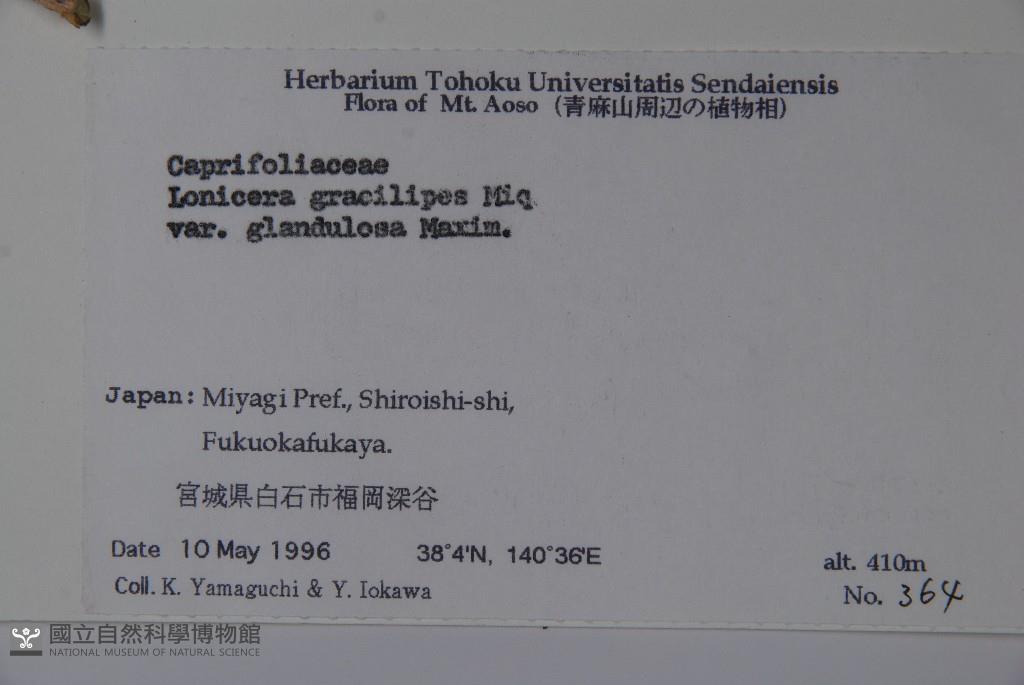 Herbarium Tohoku Universitatis Sendaiensis
Flora of Mt. Aoso (青麻山周辺の植物相)
Caprifoliaceae
Lonicera gracilipes Miq.
var. glandulosa Maxim.
Japan: Miyagi Pref., Shiroishi-shi,
Fukuokafukaya.
宮城県白石市福岡深谷
Date 10 May 1996 38°4'N, 140°36'E alt. 410m
Coll. K. Yamaguchi & Y. Iokawa No. 364
國立自然科學博物館
NATIONAL MUSEUM OF NATURAL SCIENCE